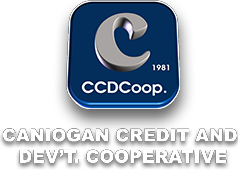 C
1981
CCDCoop.
CANIOGAN CREDIT AND
DEV'T. COOPERATIVE